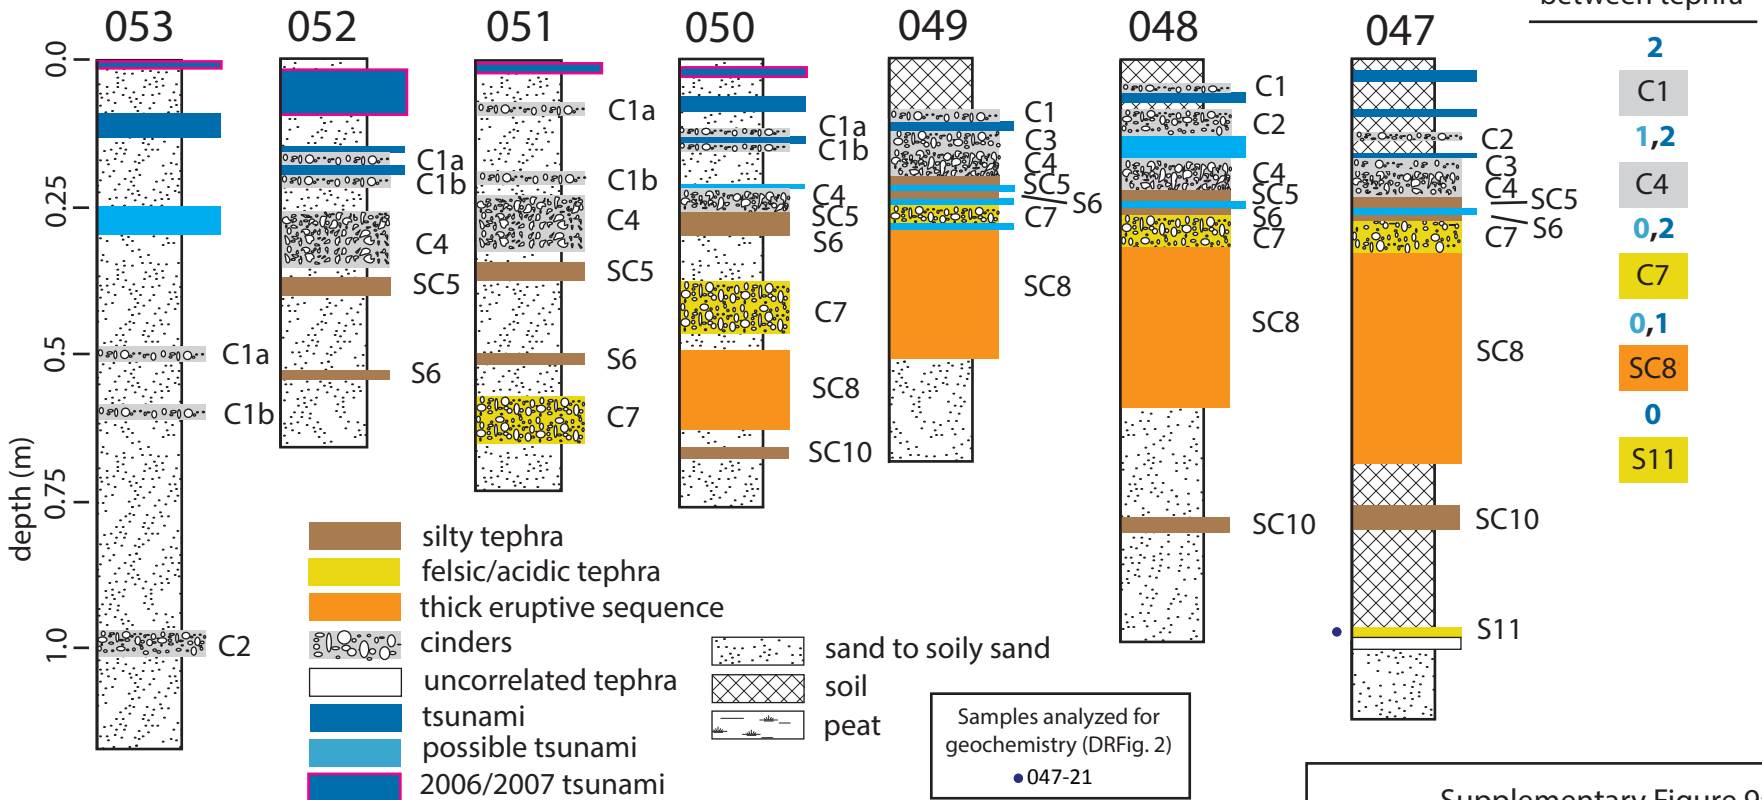 between tephra
053
052
051
050
049
048
047
depth (m)
0.0
0.25
0.5
0.75
1.0
C1a
C1b
C2
C1a
C1b
C4
SC5
S6
C1a
C1b
C4
SC5
S6
C7
C1a
C1b
C4
SC5
S6
C7
SC8
SC10
C1
C3
C4
SC5
S6
C7
SC8
C1
C2
C4
SC5
S6
C7
SC8
SC10
C2
C3
C4
SC5
S6
C7
SC8
SC10
S11
2
C1
1,2
C4
0,2
C7
0,1
SC8
0
S11
silty tephra
felsic/acidic tephra
thick eruptive sequence
cinders
uncorrelated tephra
tsunami
possible tsunami
2006/2007 tsunami
sand to soily sand
soil
peat
Samples analyzed for
geochemistry (DRFig. 2)
047-21
Supplementary Figure 9